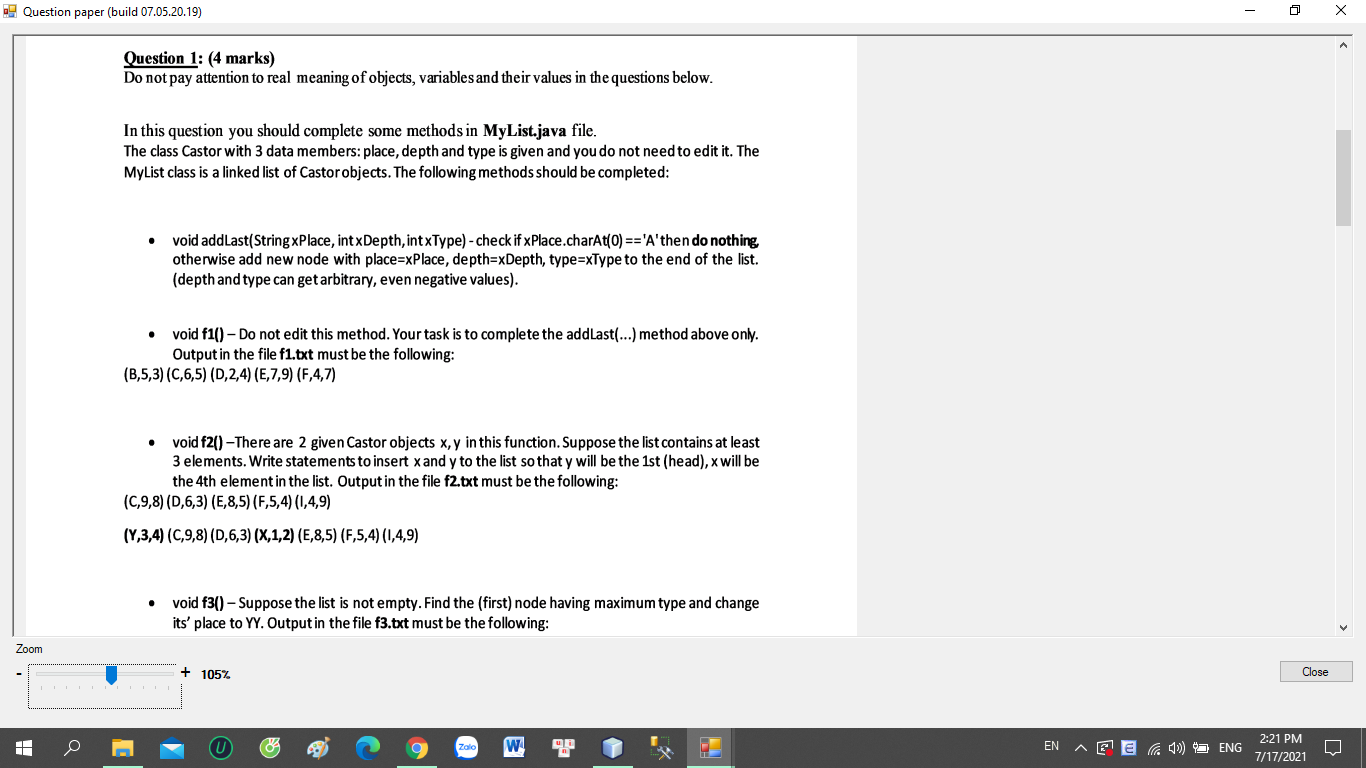 Question paper (build 07.05.20.19)
Question 1: (4 marks)
Do not pay attention to real meaning of objects, variables and their values in the questions below.
In this question you should complete some methods in MyList.java file.
The class Castor with 3 data members: place, depth and type is given and you do not need to edit it. The
MyList class is a linked list of Castor objects. The following methods should be completed:
• void addLast(String xPlace, int xDepth, int xType) - check if xPlace.charAt(0) == 'A' then do nothing,
otherwise add new node with place=xPlace, depth=xDepth, type=xType to the end of the list.
(depth and type can get arbitrary, even negative values).
• void f1() – Do not edit this method. Your task is to complete the addLast(...) method above only.
Output in the file f1.txt must be the following:
(B,5,3) (C,6,5) (D,2,4) (E,7,9) (F,4,7)
• void f2() –There are 2 given Castor objects x, y in this function. Suppose the list contains at least
3 elements. Write statements to insert x and y to the list so that y will be the 1st (head), x will be
the 4th element in the list. Output in the file f2.txt must be the following:
(C,9,8) (D,6,3) (E,8,5) (F,5,4) (I,4,9)
(Y,3,4) (C,9,8) (D,6,3) (X,1,2) (E,8,5) (F,5,4) (I,4,9)
• void f3() – Suppose the list is not empty. Find the (first) node having maximum type and change
its’ place to YY. Output in the file f3.txt must be the following:
Zoom
- + 105%
Close
Zalo
EN
ENG
2:21 PM
7/17/2021